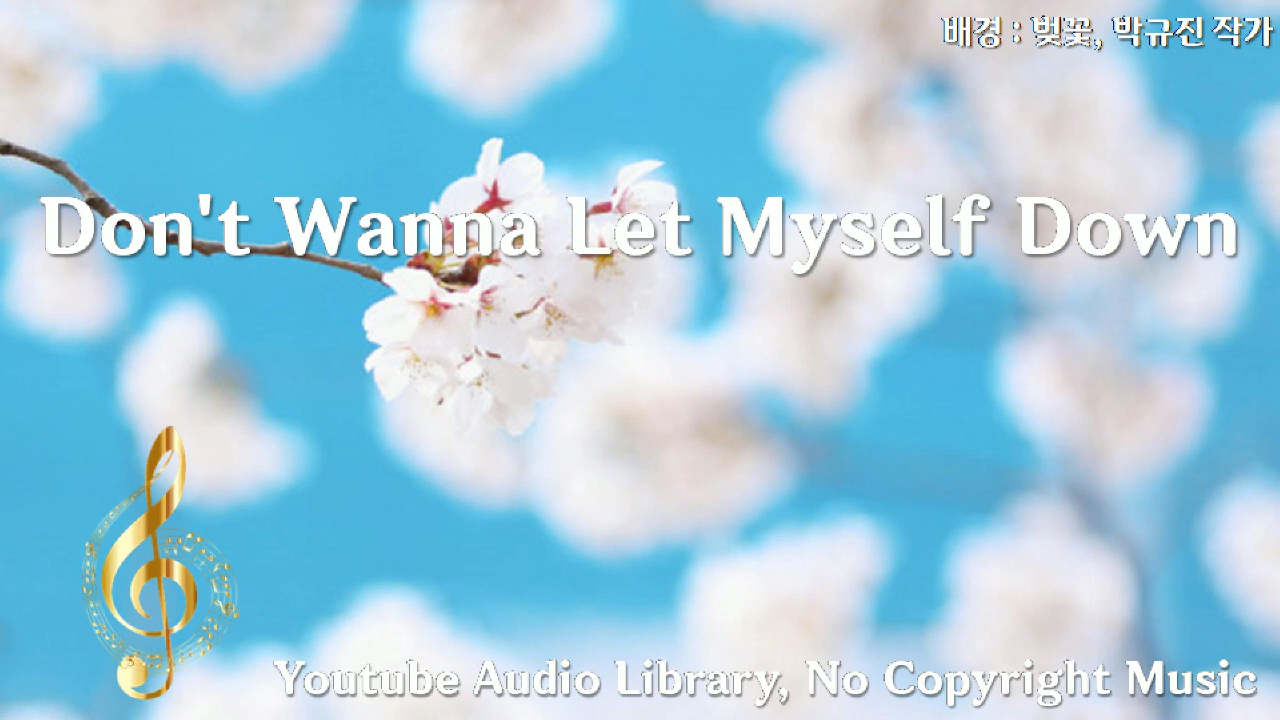 배경 : 벚꽃, 박규진 작가
Don't Wanna Let Myself Down
Youtube Audio Library, No Copyright Music